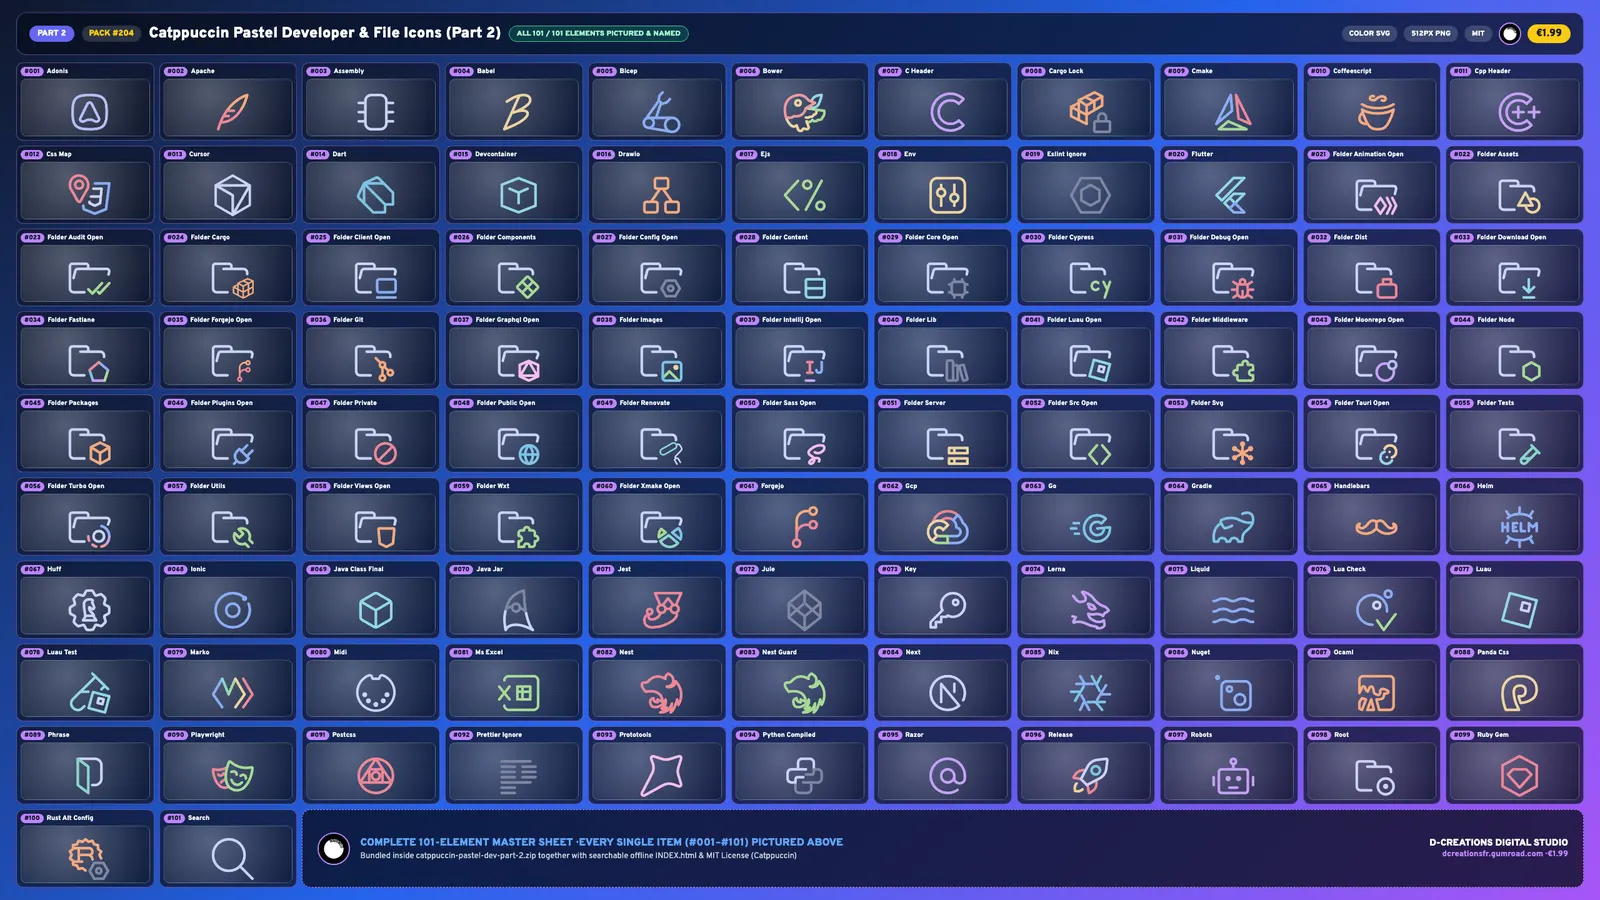 PART 2 PACK #204 Catppuccin Pastel Developer & File Icons (Part 2) ALL 101 / 101 ELEMENTS PICTURED & NAMED COLOR SVG 512PX PNG MIT €1.99
#001 Adonis #002 Apache #003 Assembly #004 Babel #005 Bicep #006 Bower #007 C Header #008 Cargo Lock #009 Cmake #010 Coffeescript #011 Cpp Header
#012 Css Map #013 Cursor #014 Dart #015 Devcontainer #016 Drawio #017 Ejs #018 Env #019 Eslint Ignore #020 Flutter #021 Folder Animation Open #022 Folder Assets
#023 Folder Audit Open #024 Folder Cargo #025 Folder Client Open #026 Folder Components #027 Folder Config Open #028 Folder Content #029 Folder Core Open #030 Folder Cypress #031 Folder Debug Open #032 Folder Dist #033 Folder Download Open
cy
#034 Folder Fastlane #035 Folder Forgejo Open #036 Folder Git #037 Folder Graphql Open #038 Folder Images #039 Folder Intellij Open #040 Folder Lib #041 Folder Luau Open #042 Folder Middleware #043 Folder Moonrepo Open #044 Folder Node
IJ
#045 Folder Packages #046 Folder Plugins Open #047 Folder Private #048 Folder Public Open #049 Folder Renovate #050 Folder Sass Open #051 Folder Server #052 Folder Src Open #053 Folder Svg #054 Folder Tauri Open #055 Folder Tests
#056 Folder Turbo Open #057 Folder Utils #058 Folder Views Open #059 Folder Wxt #060 Folder Xmake Open #061 Forgejo #062 Gcp #063 Go #064 Gradle #065 Handlebars #066 Helm
HELM
#067 Huff #068 Ionic #069 Java Class Final #070 Java Jar #071 Jest #072 Jule #073 Key #074 Lerna #075 Liquid #076 Lua Check #077 Luau
#078 Luau Test #079 Marko #080 Midi #081 Ms Excel #082 Nest #083 Nest Guard #084 Next #085 Nix #086 Nuget #087 Ocaml #088 Panda Css
#089 Phrase #090 Playwright #091 Postcss #092 Prettier Ignore #093 Prototools #094 Python Compiled #095 Razor #096 Release #097 Robots #098 Root #099 Ruby Gem
#100 Rust Alt Config #101 Search
COMPLETE 101-ELEMENT MASTER SHEET · EVERY SINGLE ITEM (#001–#101) PICTURED ABOVE
Bundled inside catppuccin-pastel-dev-part-2.zip together with searchable offline INDEX.html & MIT License (Catppuccin)
D-CREATIONS DIGITAL STUDIO
dcreationsfr.gumroad.com · €1.99